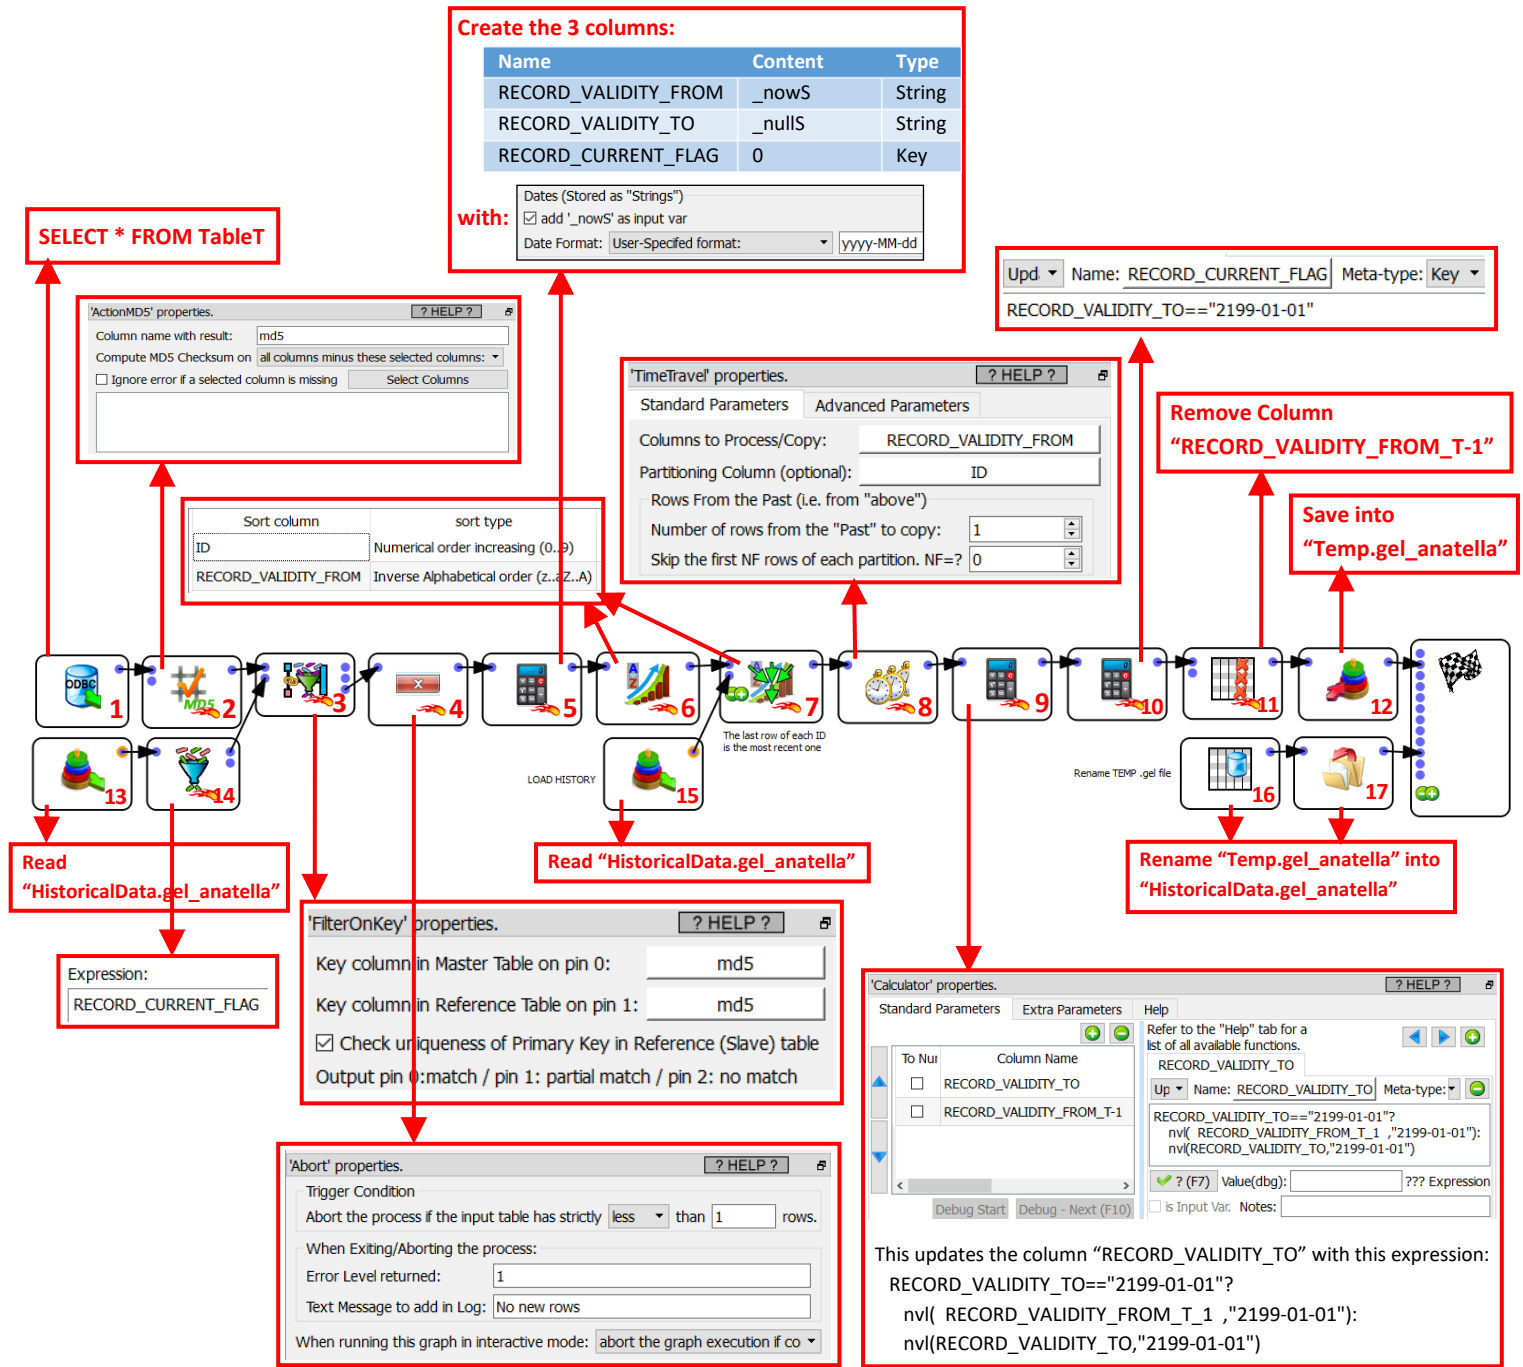 Create the 3 columns:
Name Content Type
RECORD_VALIDITY_FROM _nowS String
RECORD_VALIDITY_TO _nullS String
RECORD_CURRENT_FLAG 0 Key
with:
Dates (Stored as "Strings")
add '_nowS' as input var
Date Format: User-Specifed format: yyyy-MM-dd
SELECT * FROM TableT
'ActionMD5' properties. ? HELP ?
Column name with result: md5
Compute MD5 Checksum on all columns minus these selected columns:
Ignore error if a selected column is missing Select Columns
Upd Name: RECORD_CURRENT_FLAG Meta-type: Key
RECORD_VALIDITY_TO=="2199-01-01"
'TimeTravel' properties. ? HELP ?
Standard Parameters Advanced Parameters
Columns to Process/Copy: RECORD_VALIDITY_FROM
Partitioning Column (optional): ID
Rows From the Past (i.e. from "above")
Number of rows from the "Past" to copy: 1
Skip the first NF rows of each partition. NF=? 0
Remove Column
“RECORD_VALIDITY_FROM_T-1”
Save into
“Temp.gel_anatella”
Sort column sort type
ID Numerical order increasing (0..9)
RECORD_VALIDITY_FROM Inverse Alphabetical order (z..aZ..A)
ODBC 1
MD5 2
3
4
5
A Z 6
7
8
9
10
11
12
The last row of each ID
is the most recent one
13
14
LOAD HISTORY
15
Rename TEMP .gel file
16
17
Read
“HistoricalData.gel_anatella”
Read “HistoricalData.gel_anatella”
Rename “Temp.gel_anatella” into
“HistoricalData.gel_anatella”
Expression:
RECORD_CURRENT_FLAG
'FilterOnKey' properties. ? HELP ?
Key column in Master Table on pin 0: md5
Key column in Reference Table on pin 1: md5
Check uniqueness of Primary Key in Reference (Slave) table
Output pin 0:match / pin 1: partial match / pin 2: no match
'Abort' properties. ? HELP ?
Trigger Condition
Abort the process if the input table has strictly less than 1 rows.
When Exiting/Aborting the process:
Error Level returned: 1
Text Message to add in Log: No new rows
When running this graph in interactive mode: abort the graph execution if co
'Calculator' properties. ? HELP ?
Standard Parameters Extra Parameters Help
To Nur Column Name
RECORD_VALIDITY_TO
RECORD_VALIDITY_FROM_T-1
Debug Start Debug - Next (F10)
Refer to the "Help" tab for a
list of all available functions.
RECORD_VALIDITY_TO
Up Name: RECORD_VALIDITY_TO Meta-type:
RECORD_VALIDITY_TO=="2199-01-01"?
nvl( RECORD_VALIDITY_FROM_T_1 ,"2199-01-01"):
nvl(RECORD_VALIDITY_TO,"2199-01-01")
? (F7) Value(dbg): ??? Expression
is Input Var. Notes:
This updates the column “RECORD_VALIDITY_TO” with this expression:
RECORD_VALIDITY_TO=="2199-01-01"?
nvl( RECORD_VALIDITY_FROM_T_1 ,"2199-01-01"):
nvl(RECORD_VALIDITY_TO,"2199-01-01")